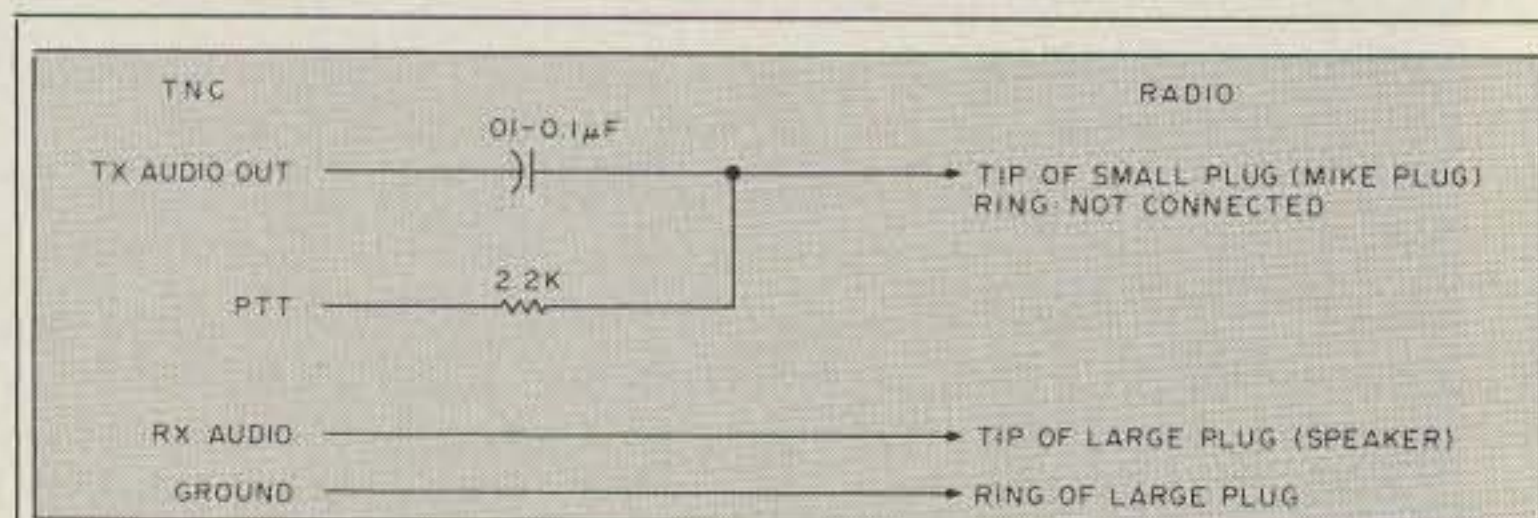 TNC
RADIO
.01-0.1µF
TX AUDIO OUT
TIP OF SMALL PLUG (MIKE PLUG)
RING: NOT CONNECTED
2.2K
PTT
RX AUDIO
TIP OF LARGE PLUG (SPEAKER)
GROUND
RING OF LARGE PLUG